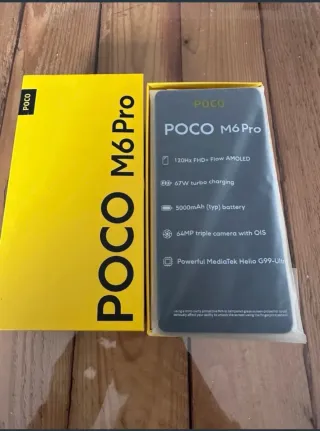 POCO
POCO M6 Pro
POCO
POCO M6 Pro
120Hz FHD+ Flow AMOLED
67W turbo charging
5000mAh (typ) battery
64MP triple camera with OIS
Powerful MediaTek Helio G99-Ultra